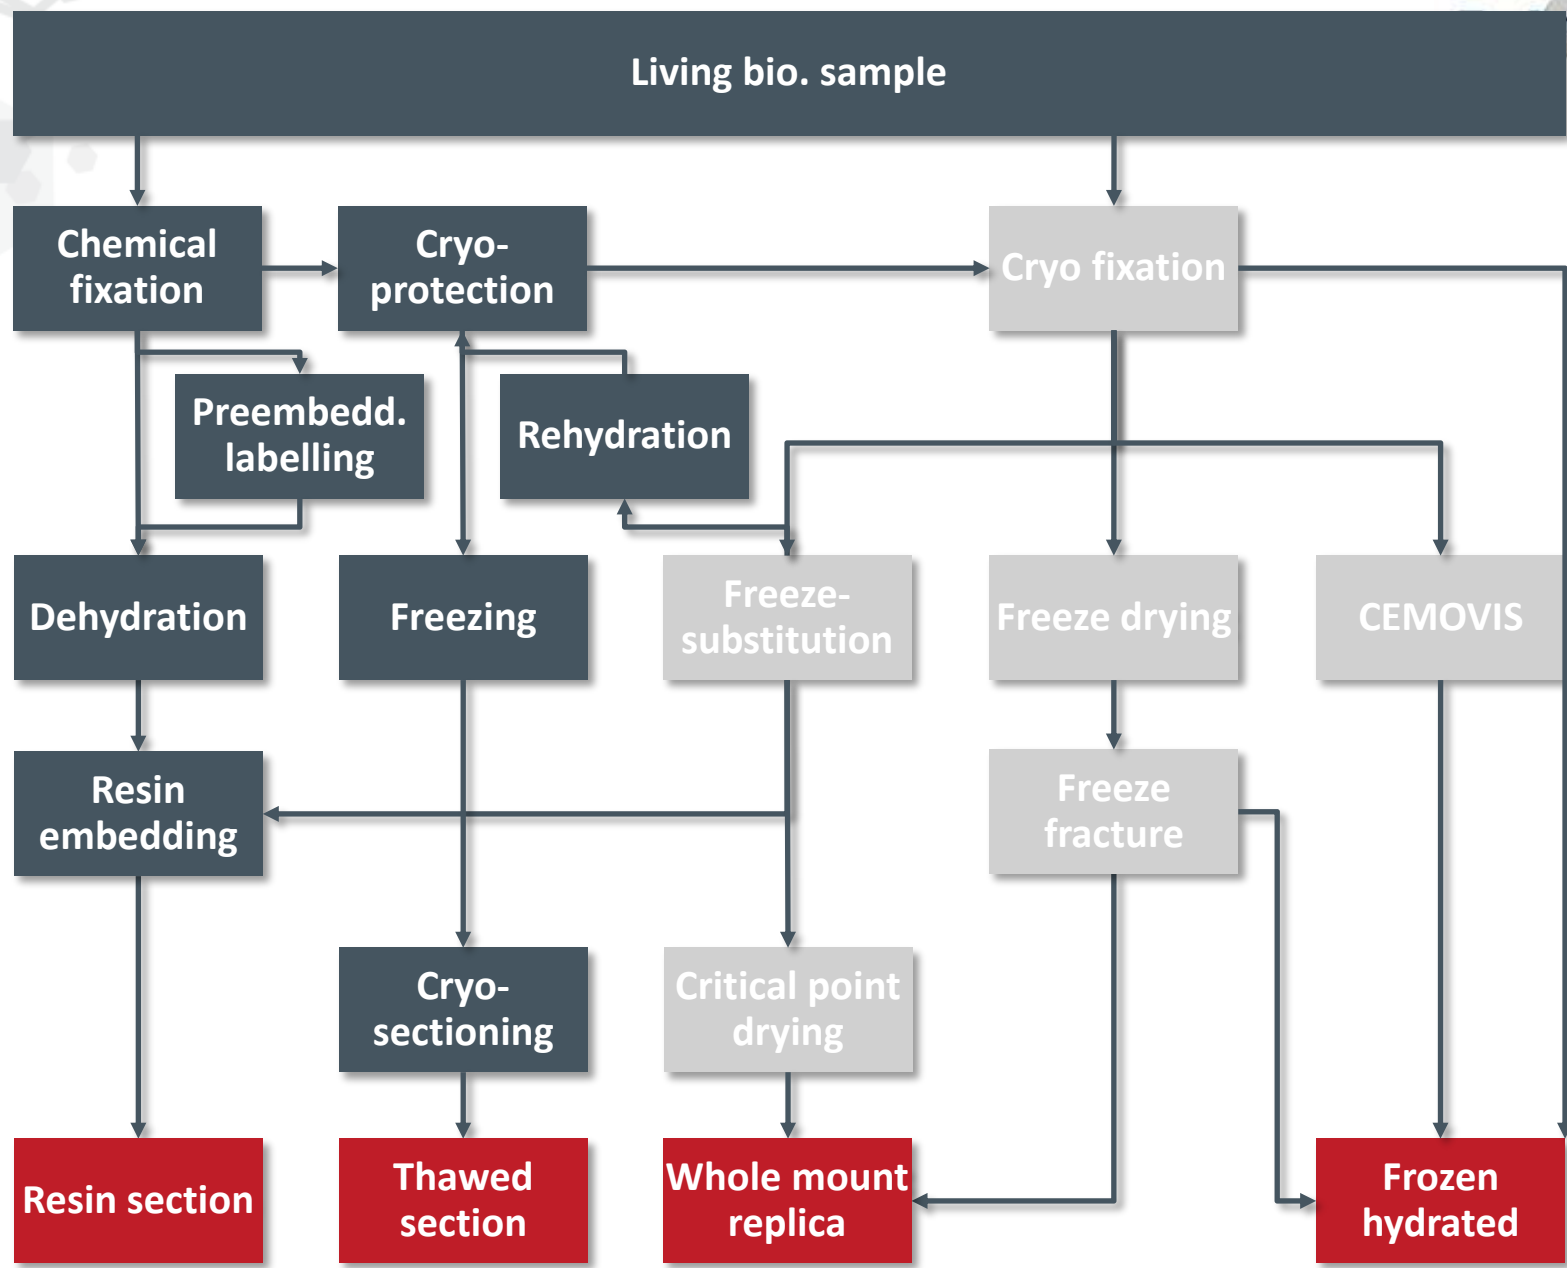 Living bio. sample
Chemical
fixation
Cryo-
protection
Cryo fixation
Preembedd.
labelling
Rehydration
Dehydration
Freezing
Freeze-
substitution
Freeze drying
CEMOVIS
Resin
embedding
Freeze
fracture
Cryo-
sectioning
Critical point
drying
Resin section
Thawed
section
Whole mount
replica
Frozen
hydrated